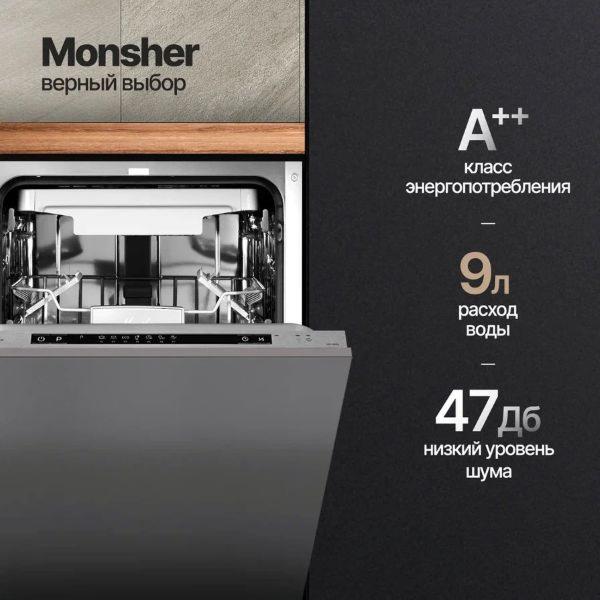 Monsher
верный выбор
A++
класс
энергопотребления
9л
расход
воды
47Дб
низкий уровень
шума
P